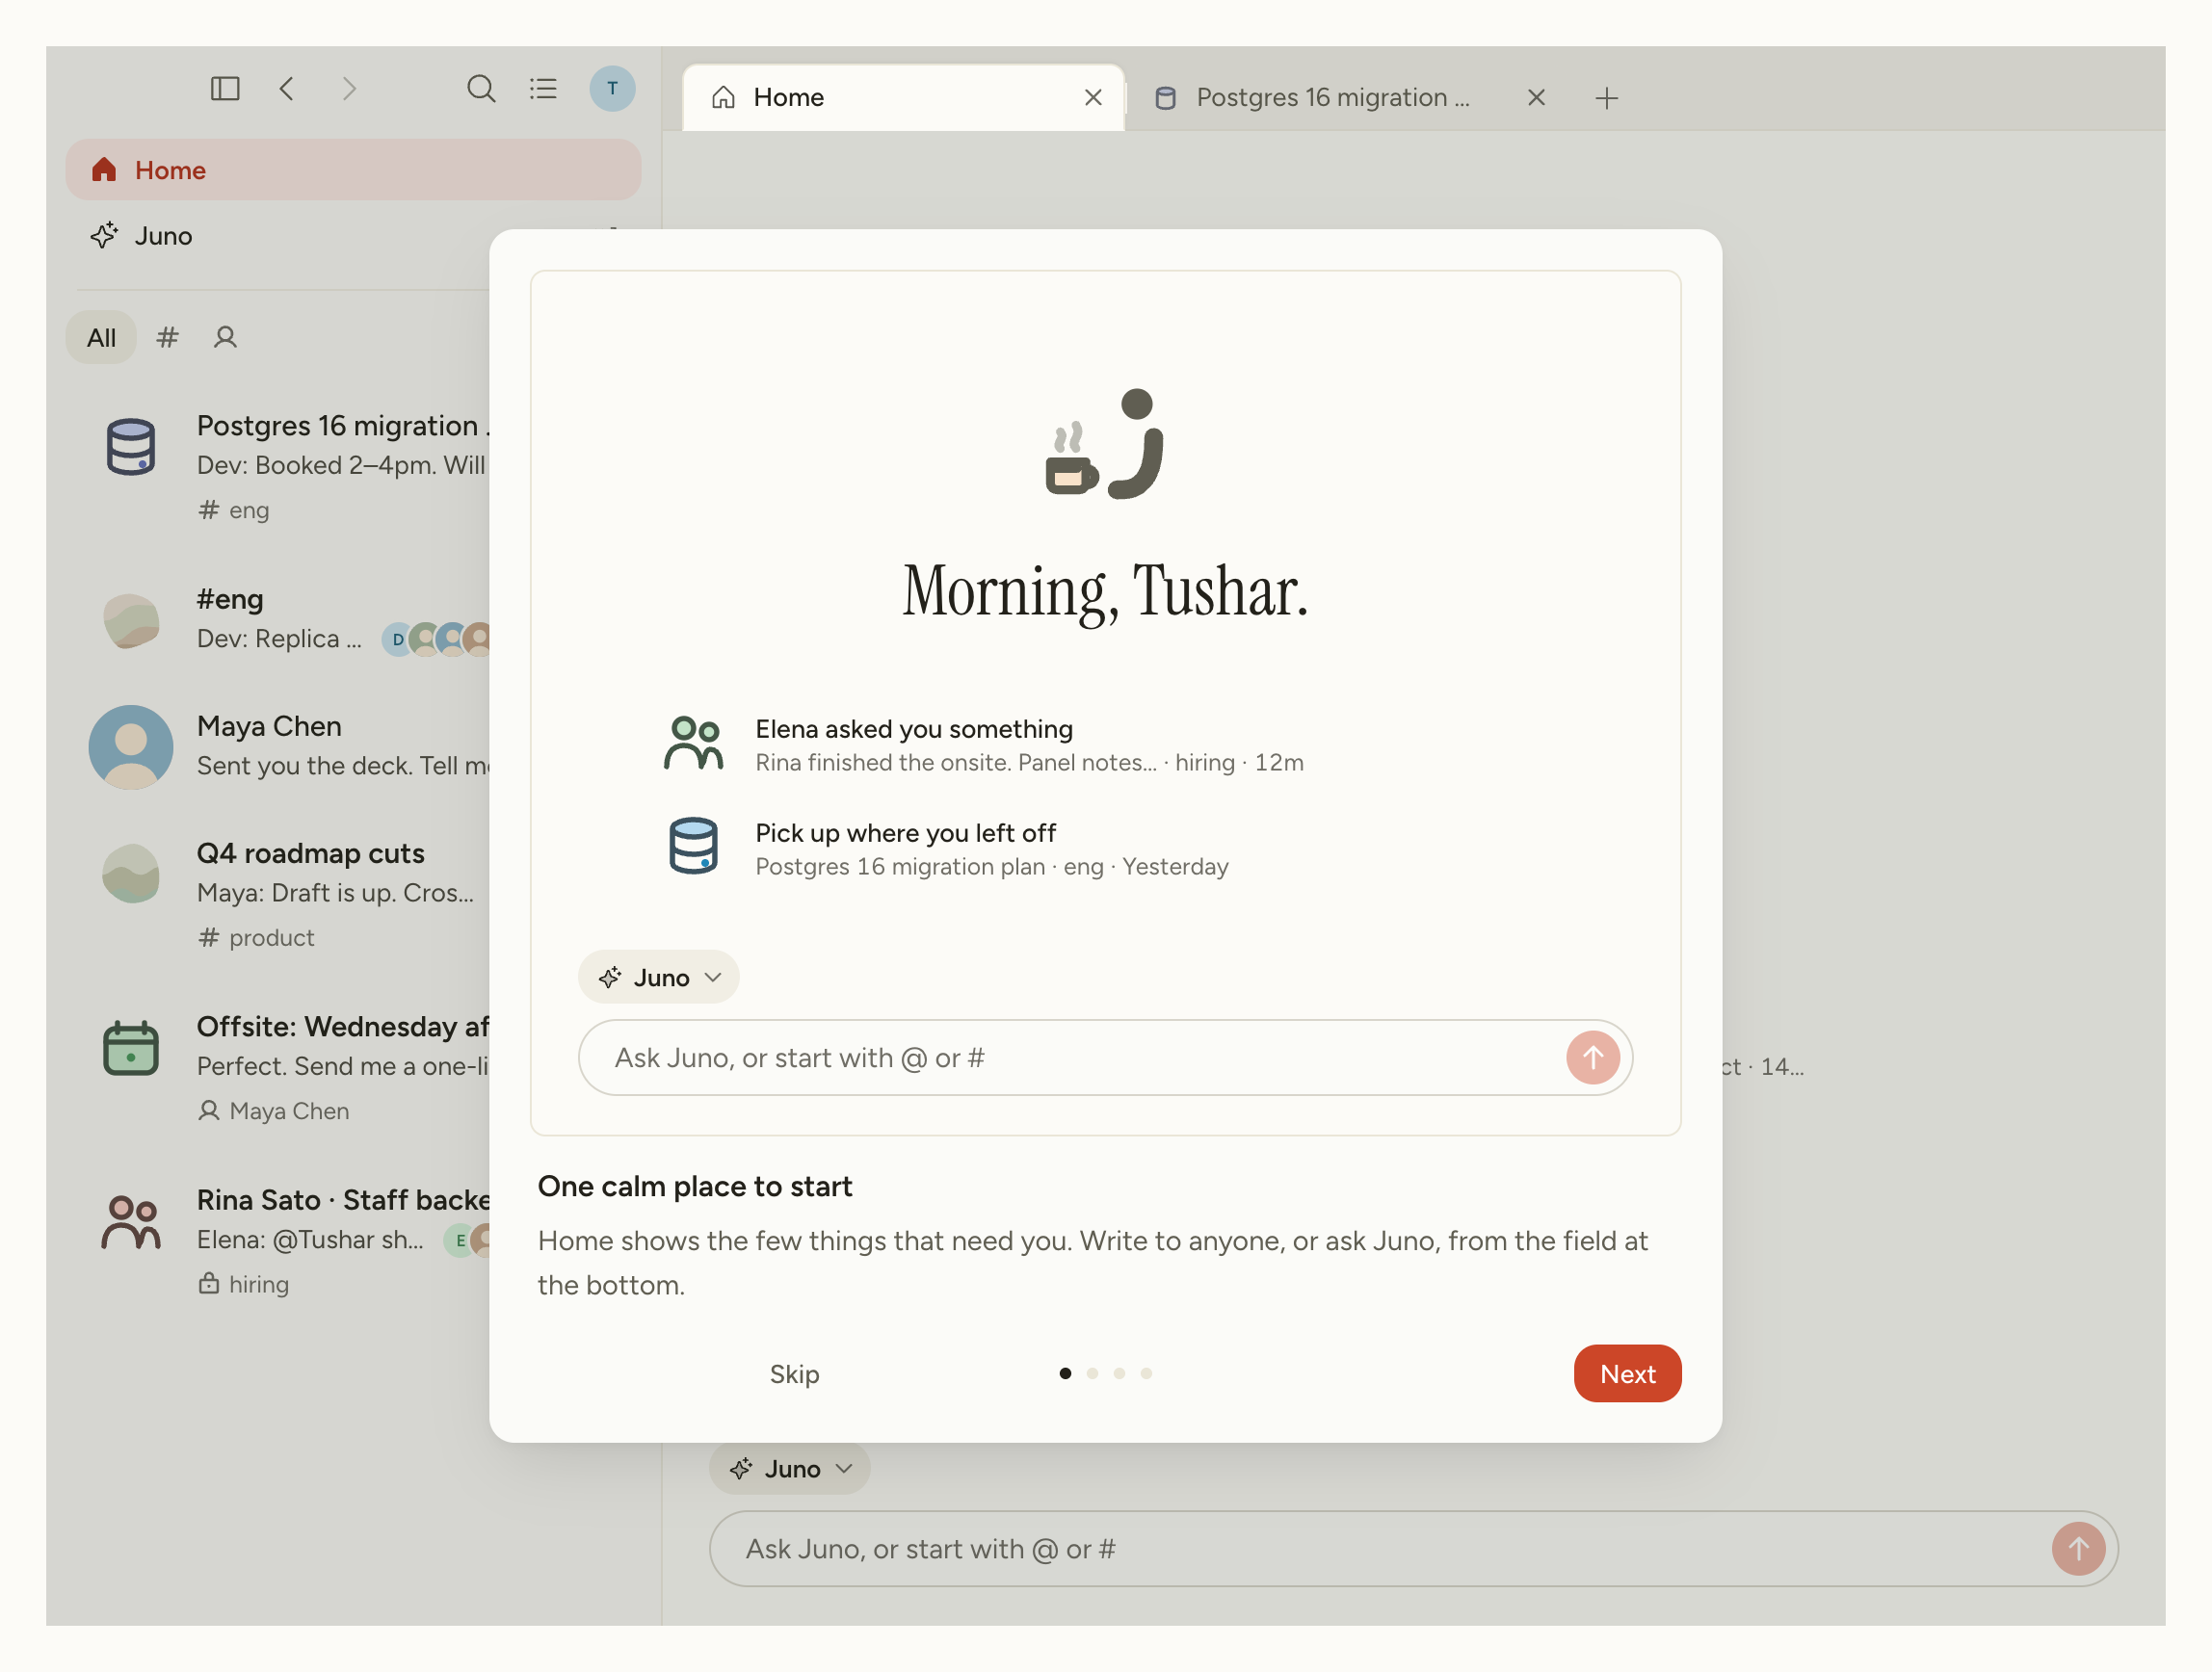 T
Home
Postgres 16 migration ...
Home
Juno
All
Postgres 16 migration .
Dev: Booked 2–4pm. Will
# eng
#eng
Dev: Replica ...
D
Maya Chen
Sent you the deck. Tell me
Q4 roadmap cuts
Maya: Draft is up. Cros...
# product
Offsite: Wednesday af
Perfect. Send me a one-li
Maya Chen
Rina Sato · Staff backe
Elena: @Tushar sh...
E
hiring
Morning, Tushar.
Elena asked you something
Rina finished the onsite. Panel notes... · hiring · 12m
Pick up where you left off
Postgres 16 migration plan · eng · Yesterday
Juno
Ask Juno, or start with @ or #
ct · 14...
One calm place to start
Home shows the few things that need you. Write to anyone, or ask Juno, from the field at
the bottom.
Skip
Next
Juno
Ask Juno, or start with @ or #